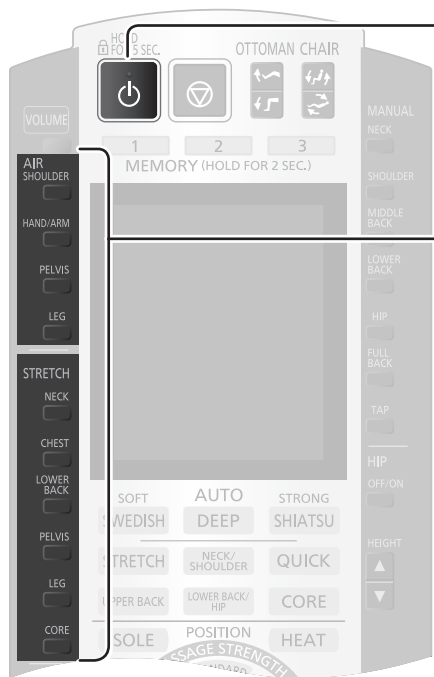 HOLD
FOR 5 SEC.
OTTOMAN CHAIR
VOLUME
1 2 3
MEMORY (HOLD FOR 2 SEC.)
AIR
SHOULDER
HAND/ARM
PELVIS
LEG
STRETCH
NECK
CHEST
LOWER
BACK
PELVIS
LEG
CORE
SOFT AUTO STRONG
SWEDISH DEEP SHIATSU
STRETCH NECK/
SHOULDER QUICK
UPPER BACK LOWER BACK/
HIP CORE
SOLE POSITION HEAT
MANUAL
NECK
SHOULDER
MIDDLE
BACK
LOWER
BACK
HIP
FULL
BACK
TAP
HIP
OFF/ON
HEIGHT